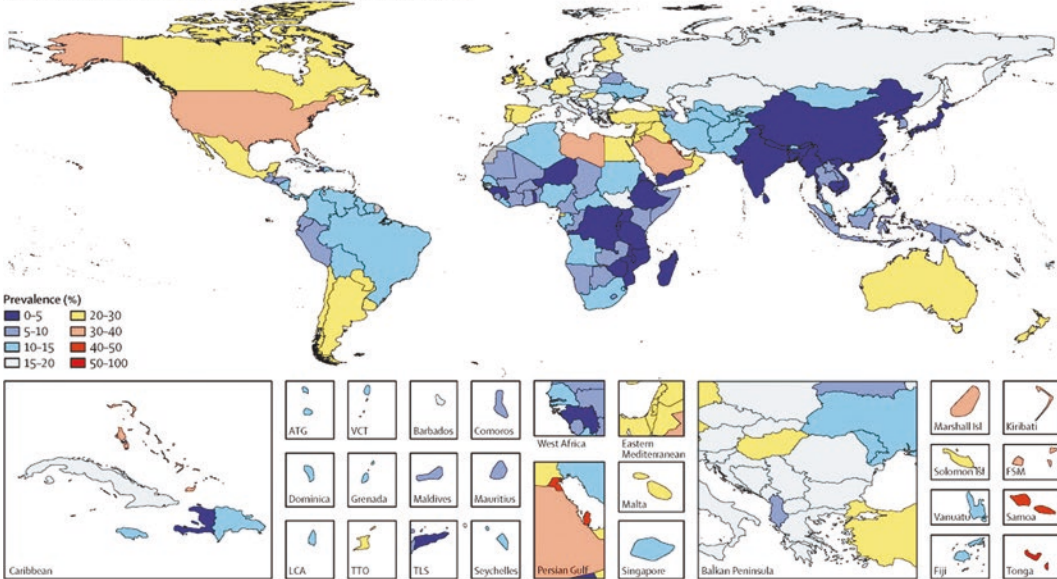 Prevalence (%)
0–5
5–10
10–15
15–20
20–30
30–40
40–50
50–100
Caribbean
ATG
VCT
Barbados
Comoros
West Africa
Eastern
Mediterranean
Marshall Isl
Kiribati
Dominica
Grenada
Maldives
Mauritius
Malta
Solomon Isl
FSM
Vanuatu
Samoa
LCA
TTO
TLS
Seychelles
Persian Gulf
Singapore
Balkan Peninsula
Fiji
Tonga